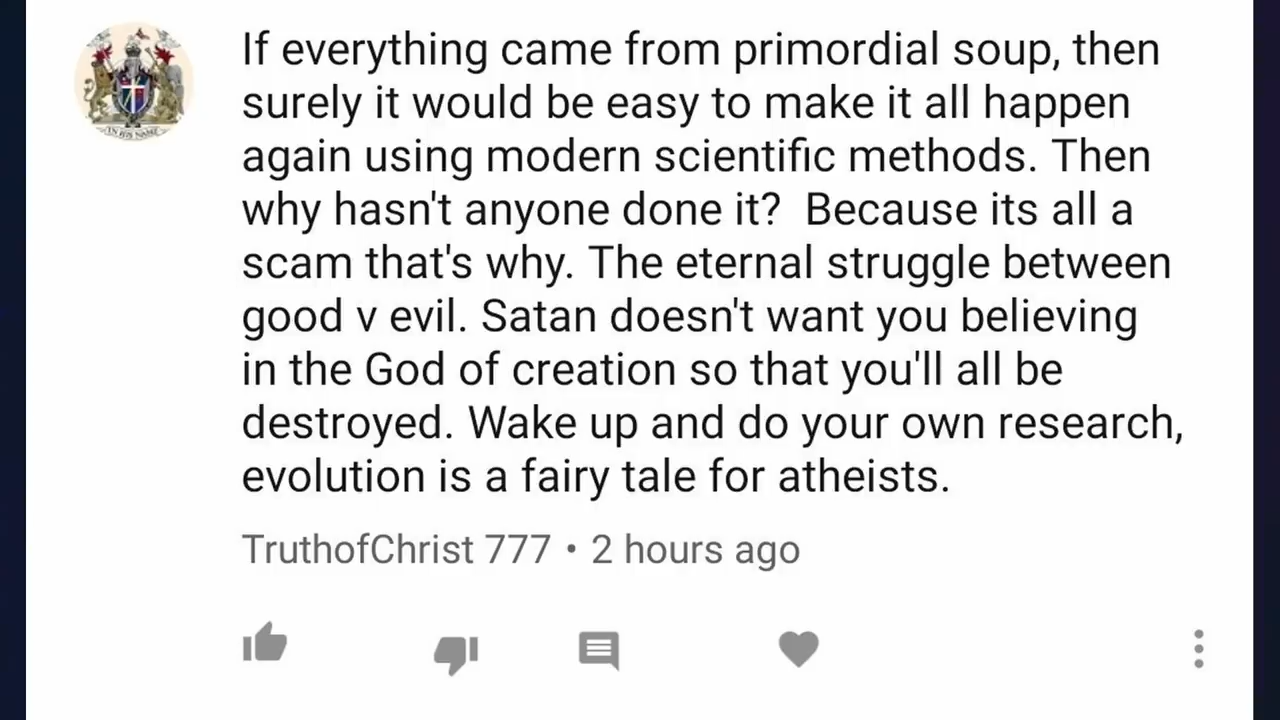 If everything came from primordial soup, then
surely it would be easy to make it all happen
again using modern scientific methods. Then
why hasn't anyone done it?  Because its all a
scam that's why. The eternal struggle between
good v evil. Satan doesn't want you believing
in the God of creation so that you'll all be
destroyed. Wake up and do your own research,
evolution is a fairy tale for atheists.
TruthofChrist 777 • 2 hours ago
IN HIS NAME